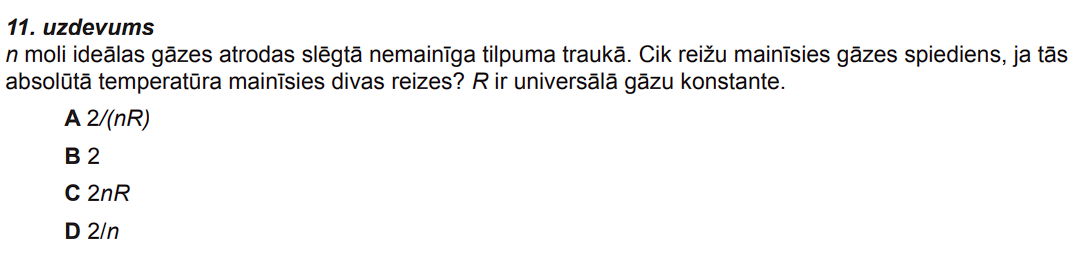 11. uzdevums
n moli ideālas gāzes atrodas slēgtā nemainīga tilpuma traukā. Cik reižu mainīsies gāzes spiediens, ja tās
absolūtā temperatūra mainīsies divas reizes? R ir universālā gāzu konstante.
A 2/(nR)
B 2
C 2nR
D 2/n